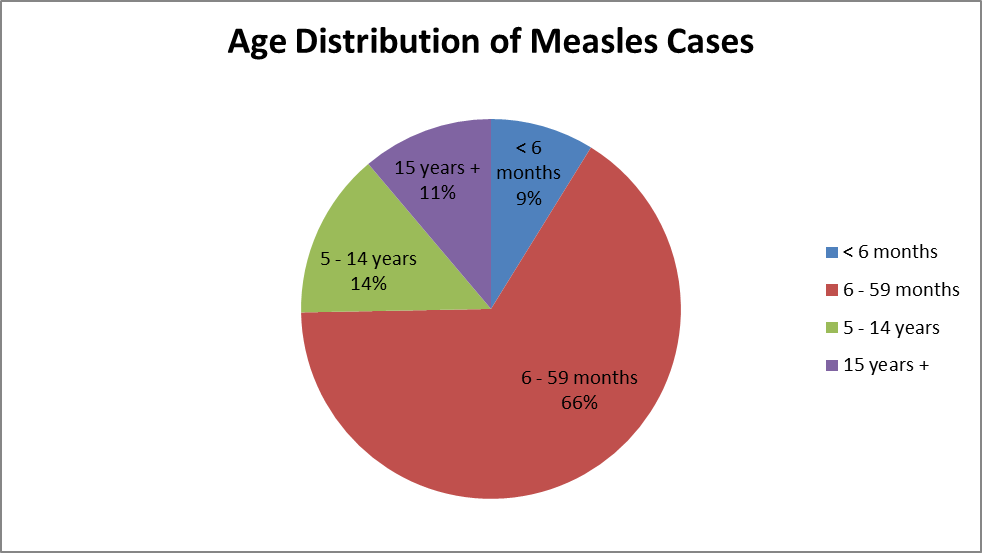 Age Distribution of Measles Cases
< 6
months
9%
15 years +
11%
5 - 14 years
14%
6 - 59 months
66%
< 6 months
6 - 59 months
5 - 14 years
15 years +